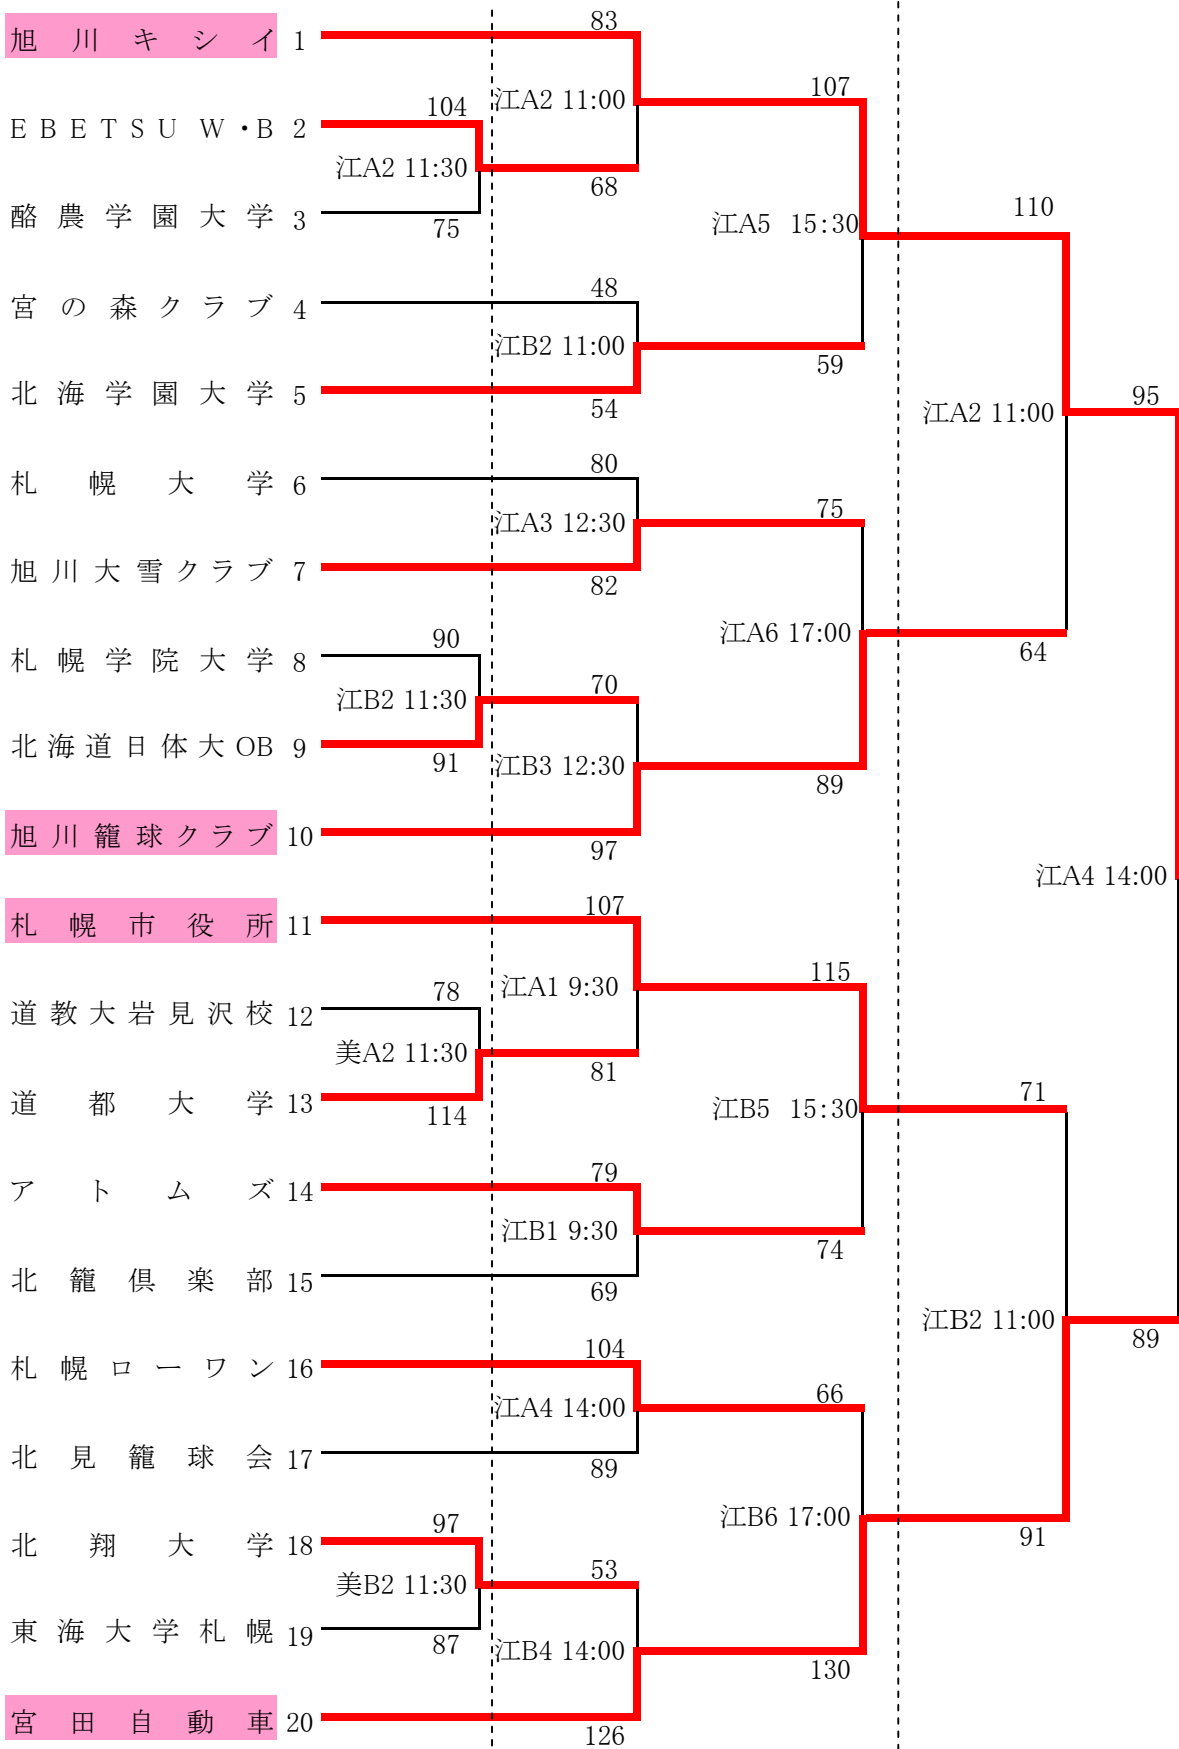 83
旭川キシイ 1
江A2 11:00
107
104
EBETSU W・B 2
江A2 11:30
68
酪農学園大学 3
75
江A5 15:30
110
48
宮の森クラブ 4
江B2 11:00
59
北海学園大学 5
54
江A2 11:00
95
80
札幌大学 6
75
江A3 12:30
旭川大雪クラブ 7
82
90
江A6 17:00
札幌学院大学 8
64
70
江B2 11:30
北海道日体大OB 9
91
江B3 12:30
89
旭川籠球クラブ 10
97
江A4 14:00
107
札幌市役所 11
115
江A1 9:30
78
道教大岩見沢校 12
美A2 11:30
81
道都大学 13
114
江B5 15:30
71
79
アトムズ 14
江B1 9:30
74
北籠倶楽部 15
69
江B2 11:00
89
104
札幌ローワン 16
66
江A4 14:00
北見籠球会 17
89
97
江B6 17:00
91
北翔大学 18
53
美B2 11:30
東海大学札幌 19
87
江B4 14:00
130
宮田自動車 20
126